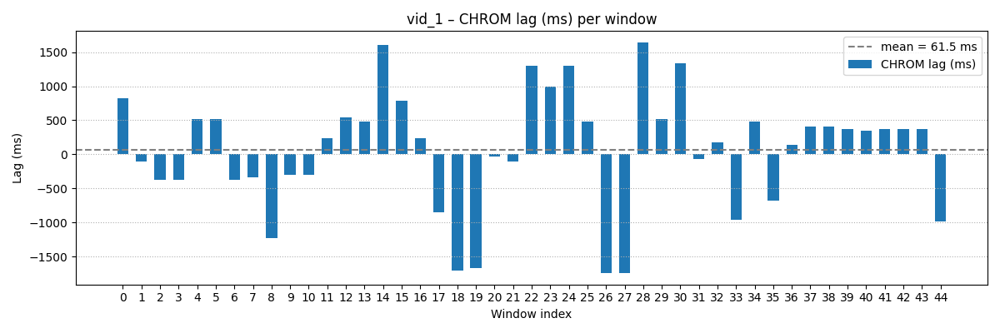 vid_1 – CHROM lag (ms) per window
mean = 61.5 ms
CHROM lag (ms)
Lag (ms)
1500
1000
500
0
−500
−1000
−1500
0 1 2 3 4 5 6 7 8 9 10 11 12 13 14 15 16 17 18 19 20 21 22 23 24 25 26 27 28 29 30 31 32 33 34 35 36 37 38 39 40 41 42 43 44
Window index